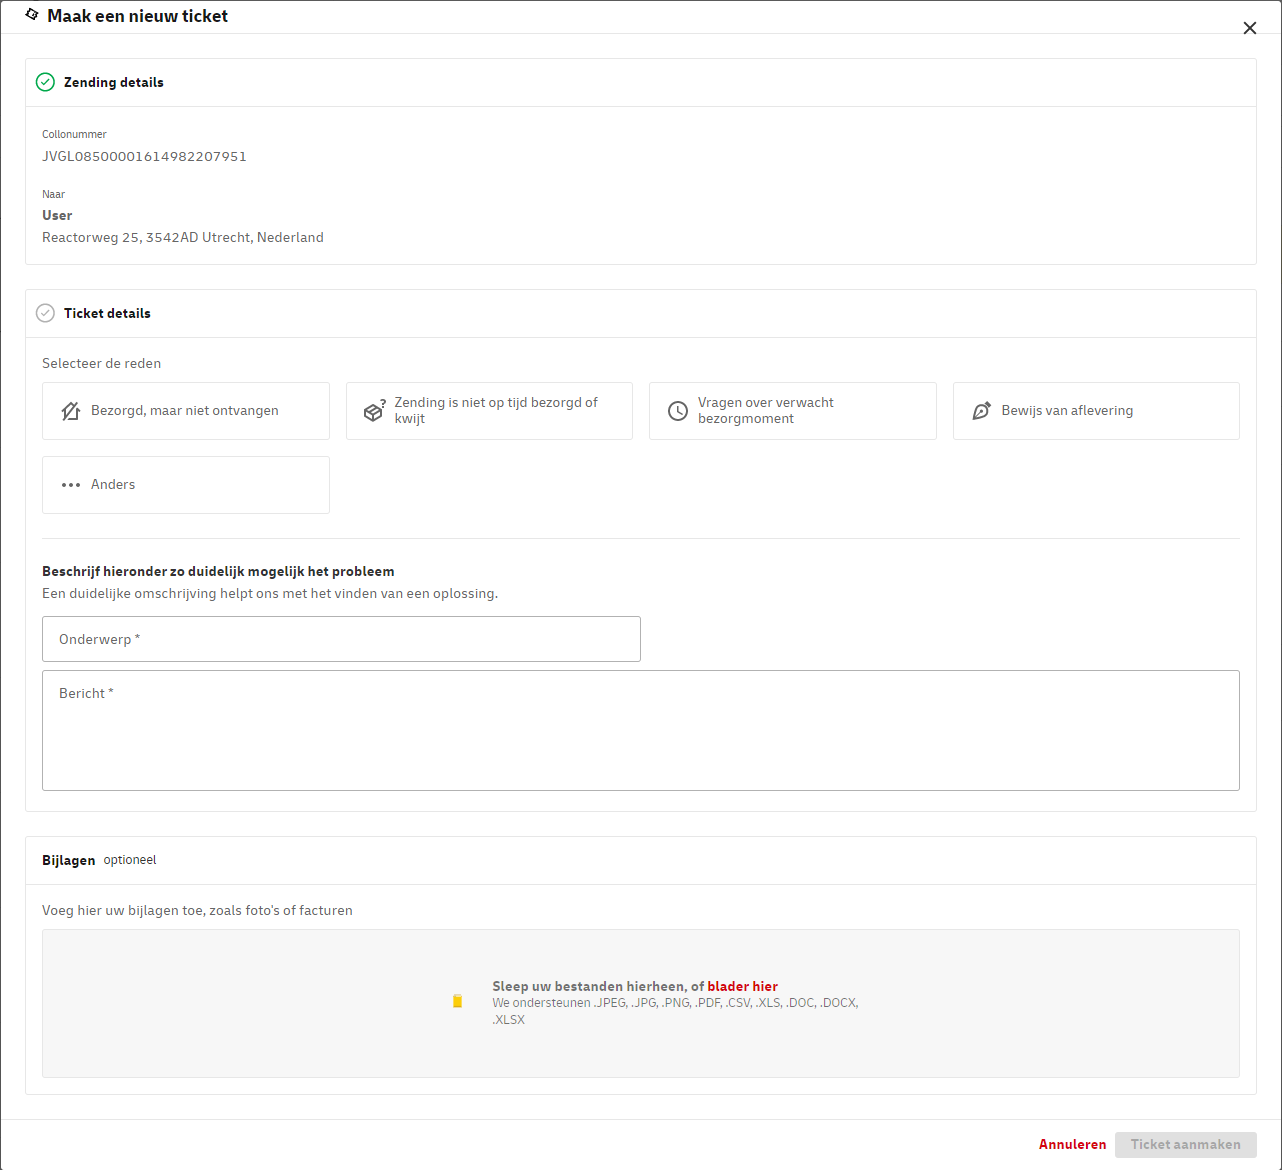 Maak een nieuw ticket
Zending details
Collonummer
JVGL08500001614982207951
Naar
User
Reactorweg 25, 3542AD Utrecht, Nederland
Ticket details
Selecteer de reden
Bezorgd, maar niet ontvangen
Zending is niet op tijd bezorgd of
kwijt
Vragen over verwacht
bezorgmoment
Bewijs van aflevering
Anders
Beschrijf hieronder zo duidelijk mogelijk het probleem
Een duidelijke omschrijving helpt ons met het vinden van een oplossing.
Onderwerp *
Bericht *
Bijlagen optioneel
Voeg hier uw bijlagen toe, zoals foto's of facturen
Sleep uw bestanden hierheen, of blader hier
We ondersteunen .JPEG, .JPG, .PNG, .PDF, .CSV, .XLS, .DOC, .DOCX,
.XLSX
Annuleren
Ticket aanmaken